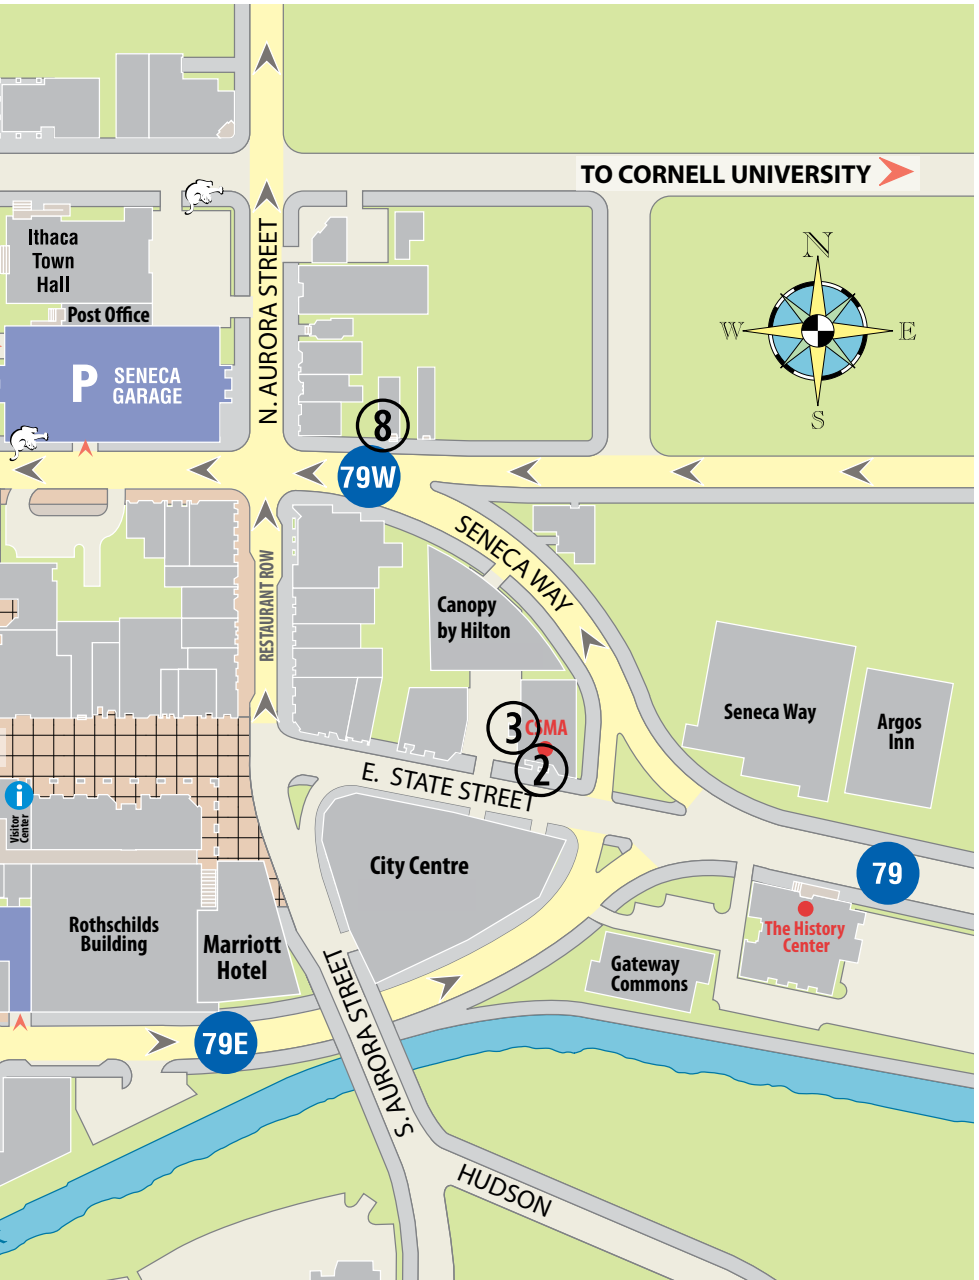 TO CORNELL UNIVERSITY
N
W
E
S
Ithaca
Town
Hall
Post Office
P
SENECA
GARAGE
N. AURORA STREET
8
79W
SENECA WAY
RESTAURANT ROW
Canopy
by Hilton
Seneca Way
Argos
Inn
3
CSMA
2
E. STATE STREET
i
Visitor
Center
City Centre
79
Rothschilds
Building
Marriott
Hotel
The History
Center
Gateway
Commons
79E
S. AURORA STREET
HUDSON